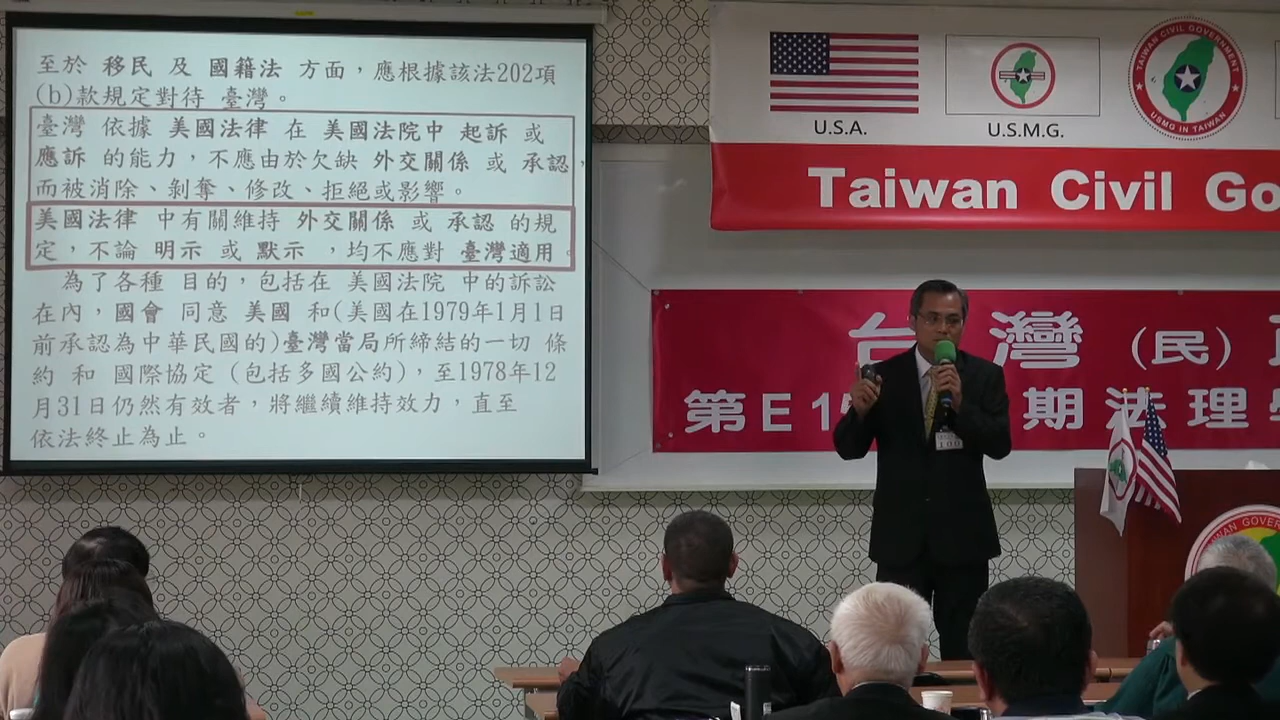 至於 移民 及 國籍法 方面，應根據該法202項
(b)款規定對待 臺灣。
臺灣 依據 美國法律 在 美國法院中 起訴 或
應訴 的能力，不應由於欠缺 外交關係 或 承認，
而被消除、剝奪、修改、拒絕或影響。
美國法律 中有關維持 外交關係 或 承認 的規
定，不論 明示 或 默示 ，均不應對 臺灣適用。
為了各種 目的，包括在 美國法院 中的訴訟
在內，國會 同意 美國 和(美國在1979年1月1日
前承認為中華民國的)臺灣當局所締結的一切 條
約 和 國際協定 (包括多國公約)，至1978年12
月31日仍然有效者，將繼續維持效力，直至
依法終止為止。
U.S.A.
U.S.M.G.
TAIWAN CIVIL GOVERNMENT
USMG IN TAIWAN
Taiwan Civil Go
台灣(民)
第E1 期法理學
100